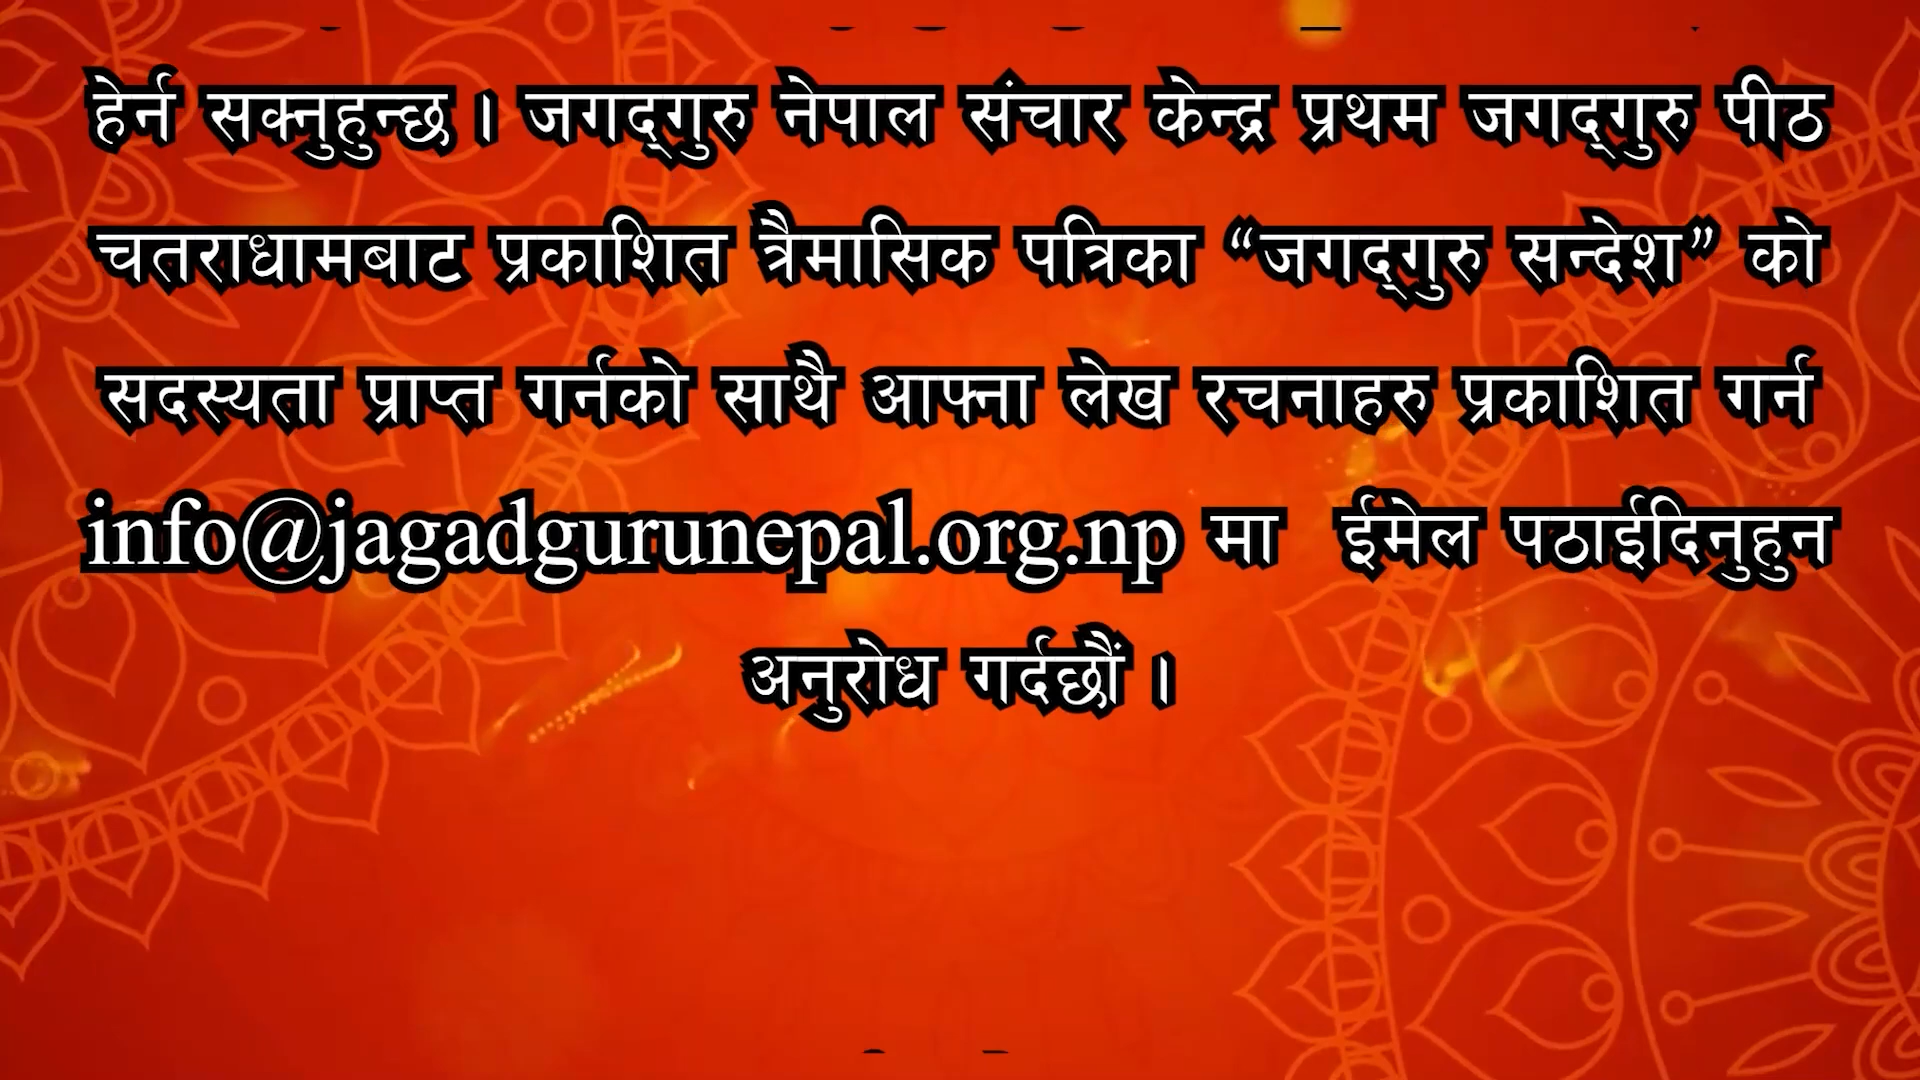 हेर्न सक्नुहुन्छ । जगद्‌गुरु नेपाल संचार केन्द्र प्रथम जगद्‌गुरु पीठ
चतराधामबाट प्रकाशित त्रैमासिक पत्रिका “जगद्‌गुरु सन्देश” को
सदस्यता प्राप्त गर्नको साथै आफ्ना लेख रचनाहरु प्रकाशित गर्न
info@jagadgurunepal.org.np मा ईमेल पठाईदिनुहुन
अनुरोध गर्दछौं ।